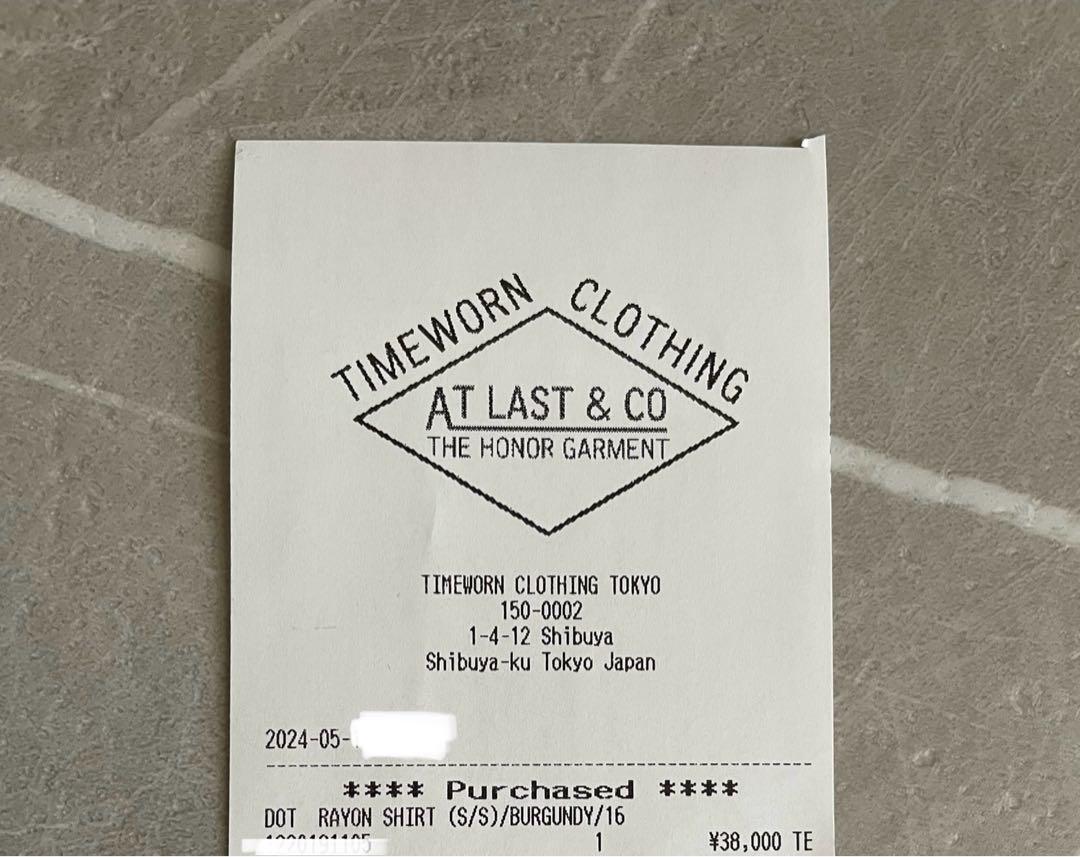 TIMEWORN CLOTHING
AT LAST & CO
THE HONOR GARMENT
TIMEWORN CLOTHING TOKYO
150-0002
1-4-12 Shibuya
Shibuya-ku Tokyo Japan
2024-05-
**** Purchased ****
DOT RAYON SHIRT (S/S)/BURGUNDY/16
1 ¥38,000 TE